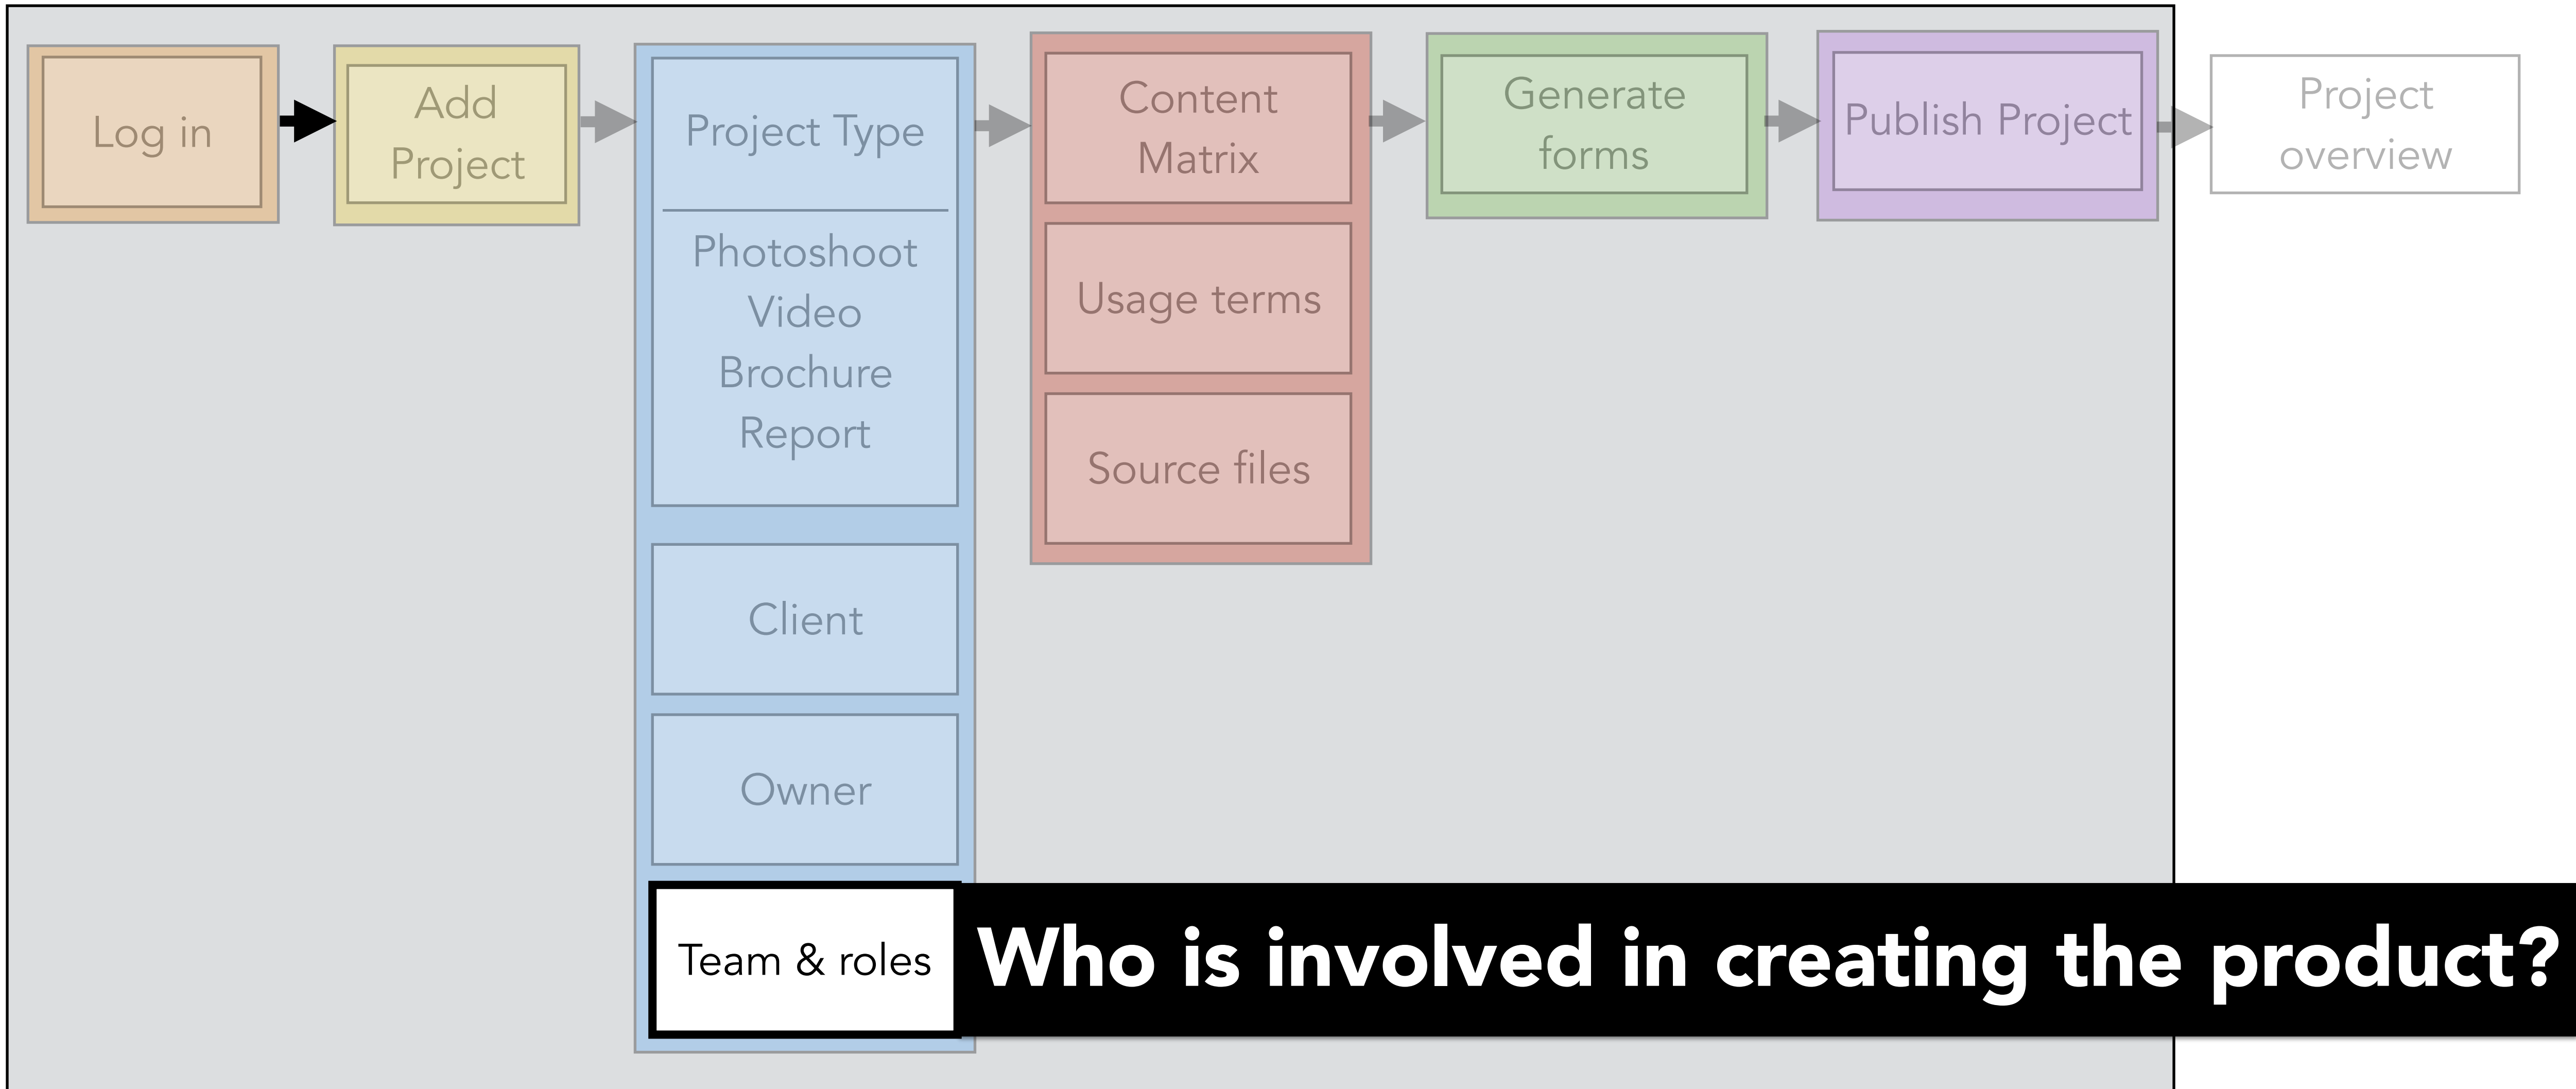 Log in
Add
Project
Project Type
Photoshoot
Video
Brochure
Report
Client
Owner
Team & roles
Who is involved in creating the product?
Content
Matrix
Usage terms
Source files
Generate
forms
Publish Project
Project
overview